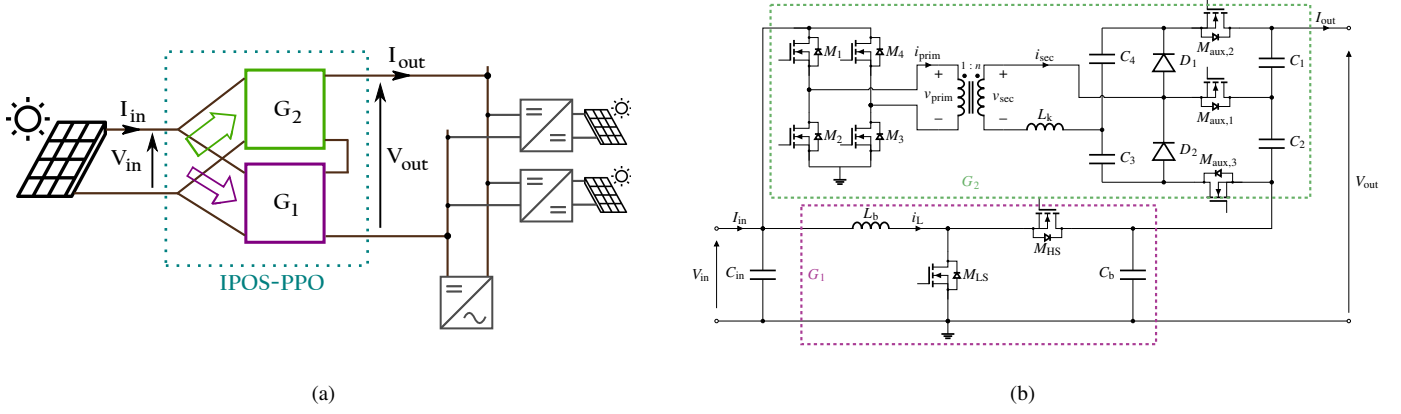 I_in
V_in
G_2
G_1
I_out
V_out
IPOS-PPO
(a)
M_1
M_4
M_2
M_3
i_prim
1 : n
i_sec
v_prim
v_sec
L_k
C_4
C_3
D_1
D_2
M_aux,2
M_aux,1
M_aux,3
C_1
C_2
I_out
V_out
G_2
I_in
V_in
C_in
L_b
i_L
G_1
M_LS
M_HS
C_b
(b)